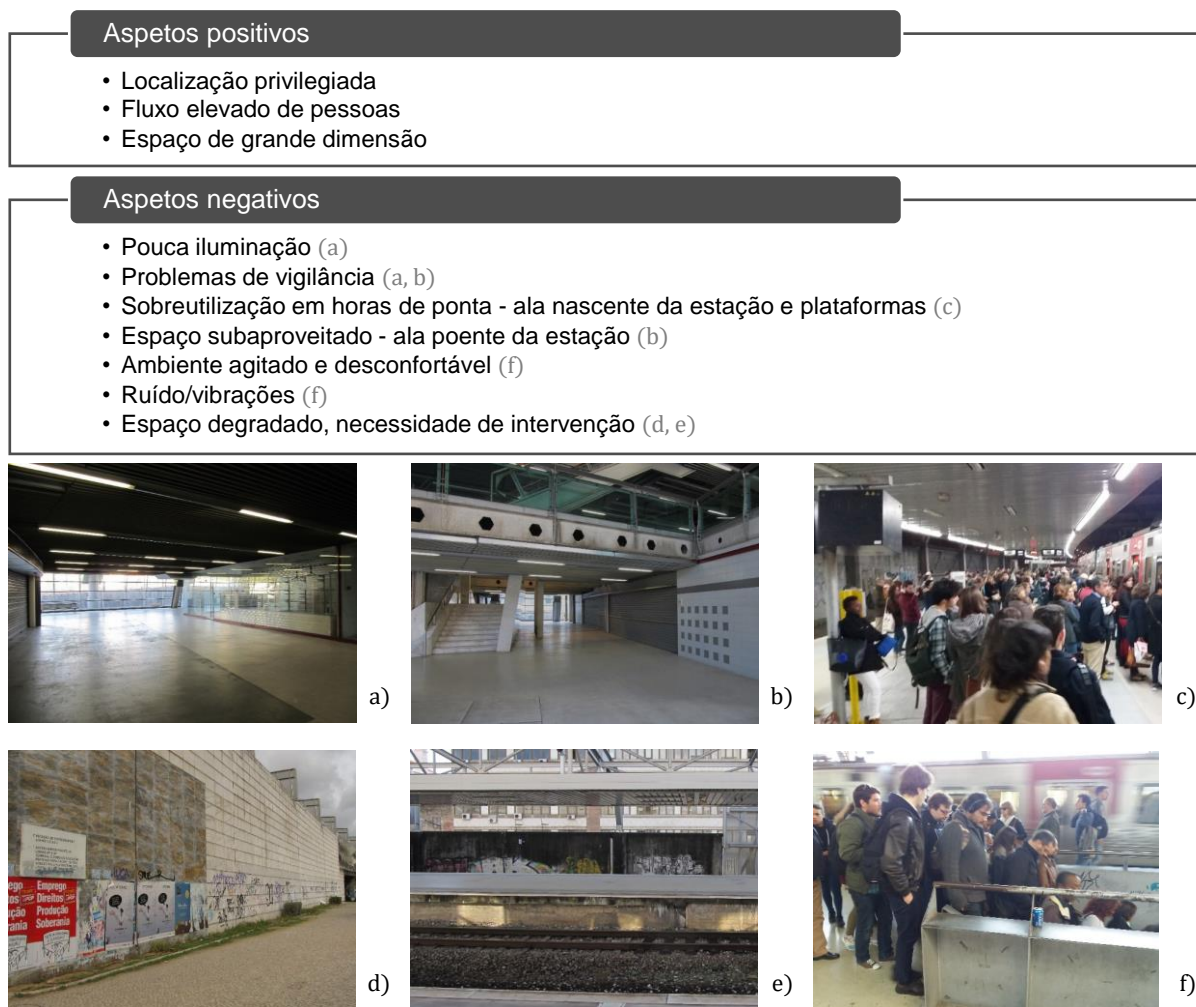 Aspetos positivos
• Localização privilegiada
• Fluxo elevado de pessoas
• Espaço de grande dimensão
Aspetos negativos
• Pouca iluminação (a)
• Problemas de vigilância (a, b)
• Sobreutilização em horas de ponta - ala nascente da estação e plataformas (c)
• Espaço subaproveitado - ala poente da estação (b)
• Ambiente agitado e desconfortável (f)
• Ruído/vibrações (f)
• Espaço degradado, necessidade de intervenção (d, e)
a)
b)
c)
Emprego
Direitos
Produção
Soberania
d)
e)
f)